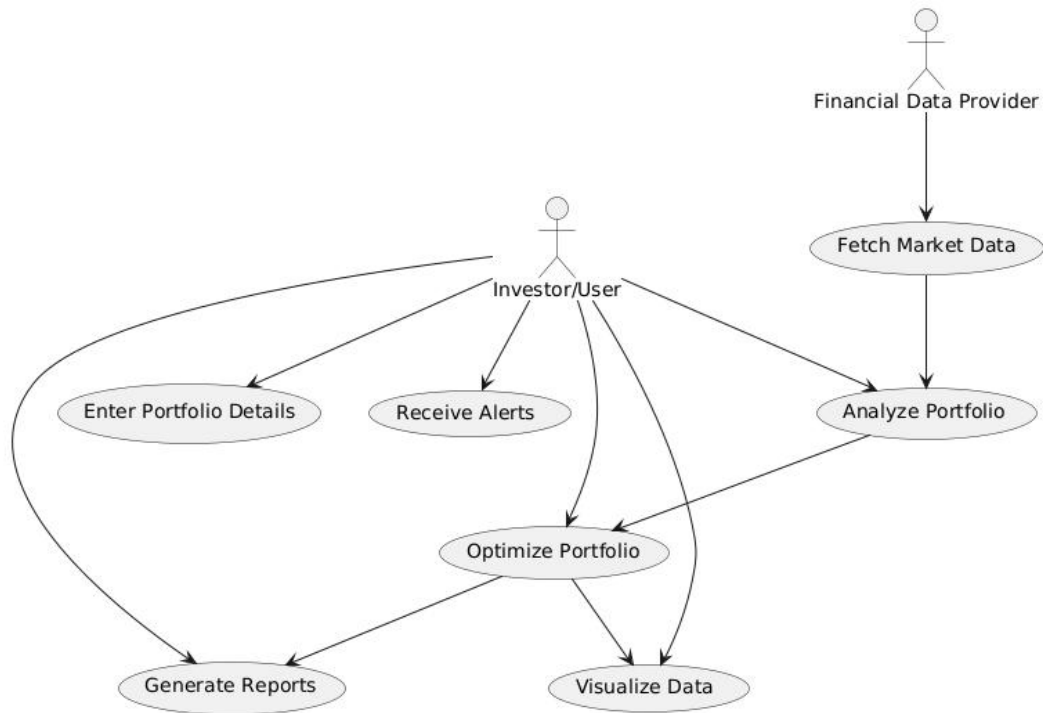 Financial Data Provider
Fetch Market Data
Investor/User
Enter Portfolio Details
Receive Alerts
Analyze Portfolio
Optimize Portfolio
Generate Reports
Visualize Data